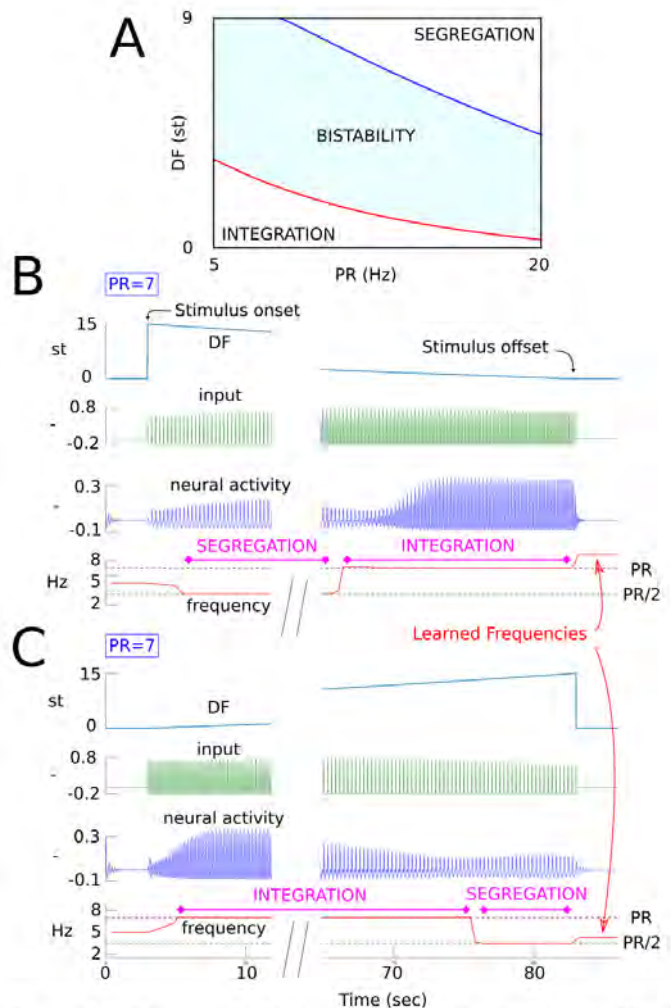 A
9
SEGREGATION
DF (st)
BISTABILITY
INTEGRATION
0
5
PR (Hz)
20
B
PR=7
Stimulus onset
15
st
DF
Stimulus offset
0
input
0.8
-
-0.2
neural activity
0.3
-
-0.1
SEGREGATION
INTEGRATION
8
PR
Hz
5
2
frequency
PR/2
Learned Frequencies
C
PR=7
15
st
DF
0
input
0.8
-
-0.2
neural activity
0.3
-
-0.1
INTEGRATION
SEGREGATION
8
PR
Hz
5
frequency
2
PR/2
0
10
70
80
Time (sec)